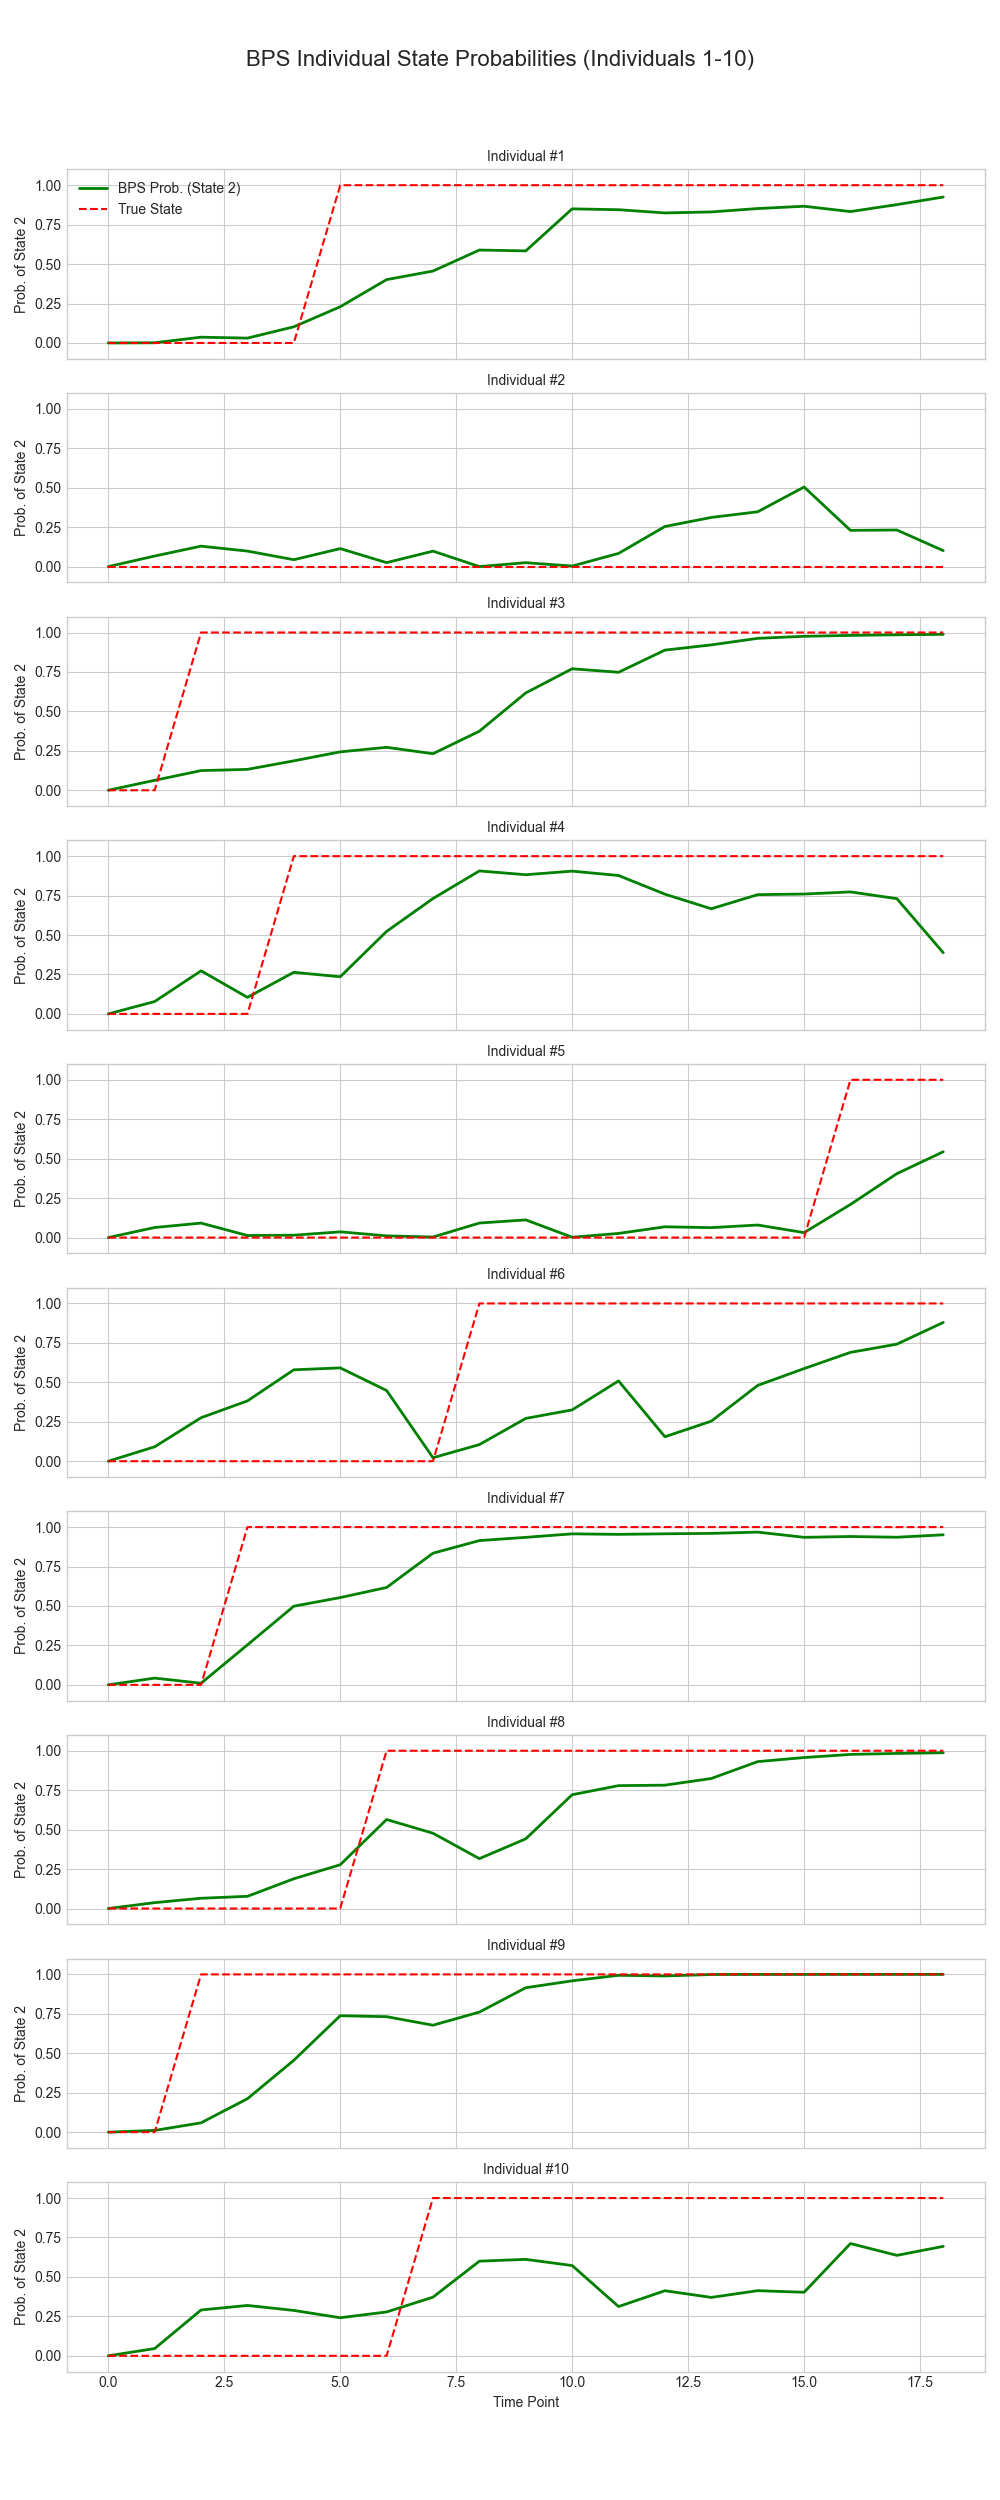 BPS Individual State Probabilities (Individuals 1-10)
Individual #1
BPS Prob. (State 2)
True State
Prob. of State 2
1.00
0.75
0.50
0.25
0.00
Individual #2
Prob. of State 2
1.00
0.75
0.50
0.25
0.00
Individual #3
Prob. of State 2
1.00
0.75
0.50
0.25
0.00
Individual #4
Prob. of State 2
1.00
0.75
0.50
0.25
0.00
Individual #5
Prob. of State 2
1.00
0.75
0.50
0.25
0.00
Individual #6
Prob. of State 2
1.00
0.75
0.50
0.25
0.00
Individual #7
Prob. of State 2
1.00
0.75
0.50
0.25
0.00
Individual #8
Prob. of State 2
1.00
0.75
0.50
0.25
0.00
Individual #9
Prob. of State 2
1.00
0.75
0.50
0.25
0.00
Individual #10
Prob. of State 2
1.00
0.75
0.50
0.25
0.00
0.0 2.5 5.0 7.5 10.0 12.5 15.0 17.5
Time Point